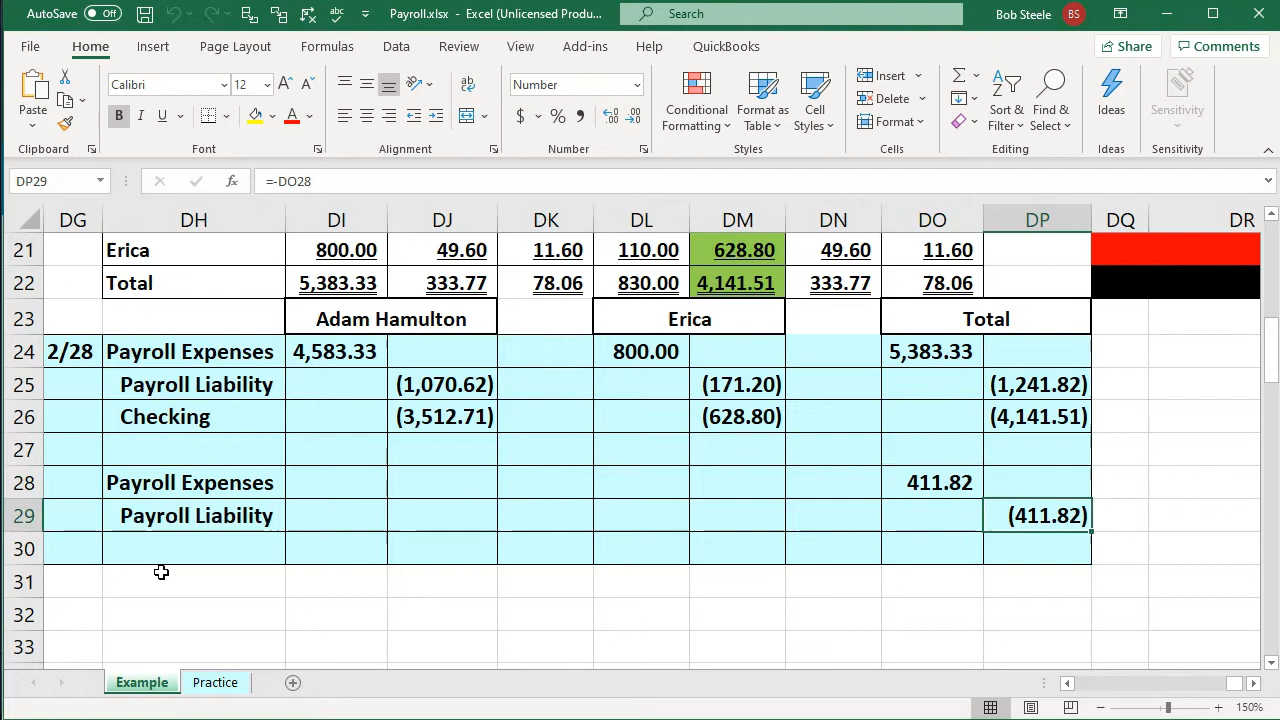 AutoSave Off Payroll.xlsx - Excel (Unlicensed Produ... Search Bob Steele BS
File Home Insert Page Layout Formulas Data Review View Add-ins Help QuickBooks Share Comments
Paste Calibri 12 A A ab Number Conditional Formatting Format as Table Cell Styles Insert Delete Format Sort & Filter Find & Select Ideas Sensitivity
B I U A $ %
Clipboard Font Alignment Number Styles Cells Editing Ideas Sensitivity
DP29 fx =-DO28
DG DH DI DJ DK DL DM DN DO DP DQ DR
21 Erica 800.00 49.60 11.60 110.00 628.80 49.60 11.60
22 Total 5,383.33 333.77 78.06 830.00 4,141.51 333.77 78.06
23 Adam Hamulton Erica Total
24 2/28 Payroll Expenses 4,583.33 800.00 5,383.33
25 Payroll Liability (1,070.62) (171.20) (1,241.82)
26 Checking (3,512.71) (628.80) (4,141.51)
27
28 Payroll Expenses 411.82
29 Payroll Liability (411.82)
30
31
32
33
Example Practice
150%